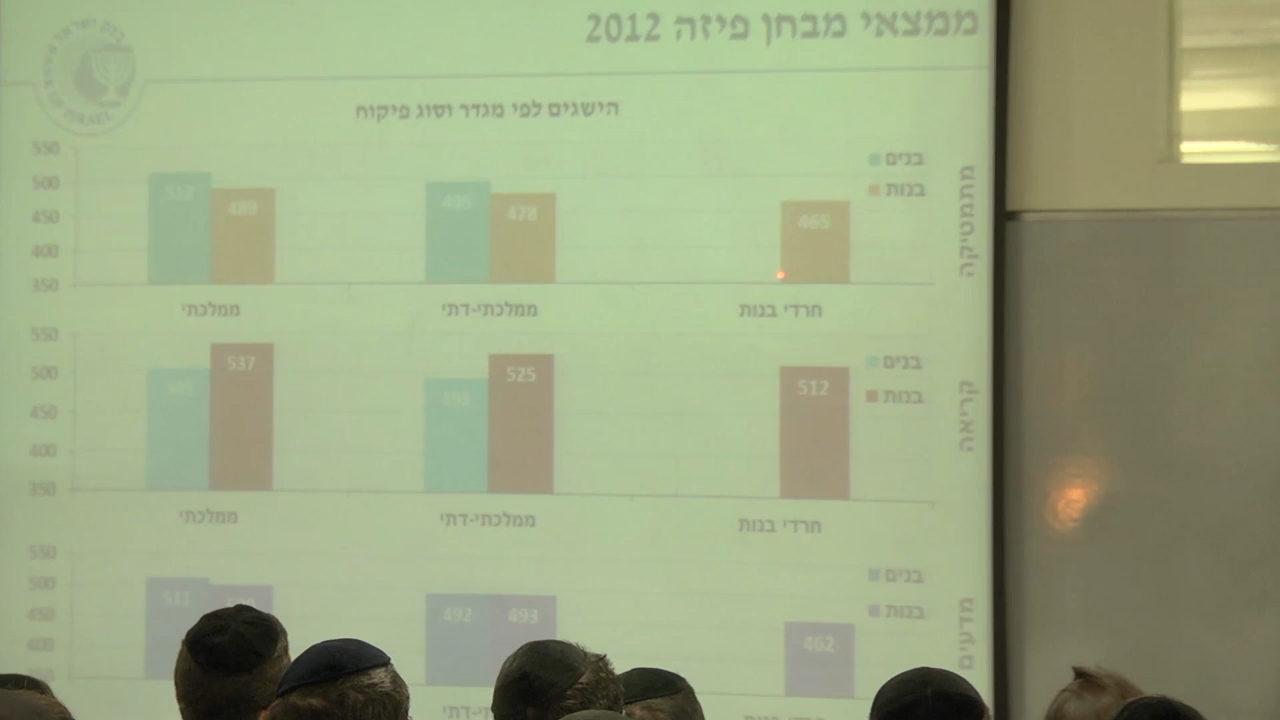 ממצאי מבחן פיזה 2012
ISRAEL
הישגים לפי מגדר וסוג פיקוח
מתמטיקה
בנים
בנות
550
500
450
400
350
489
495
478
465
ממלכתי
ממלכתי-דתי
חרדי בנות
קריאה
בנים
בנות
550
500
450
400
350
537
525
512
ממלכתי
ממלכתי-דתי
חרדי בנות
מדעים
בנים
בנות
550
500
450
400
511
492
493
462